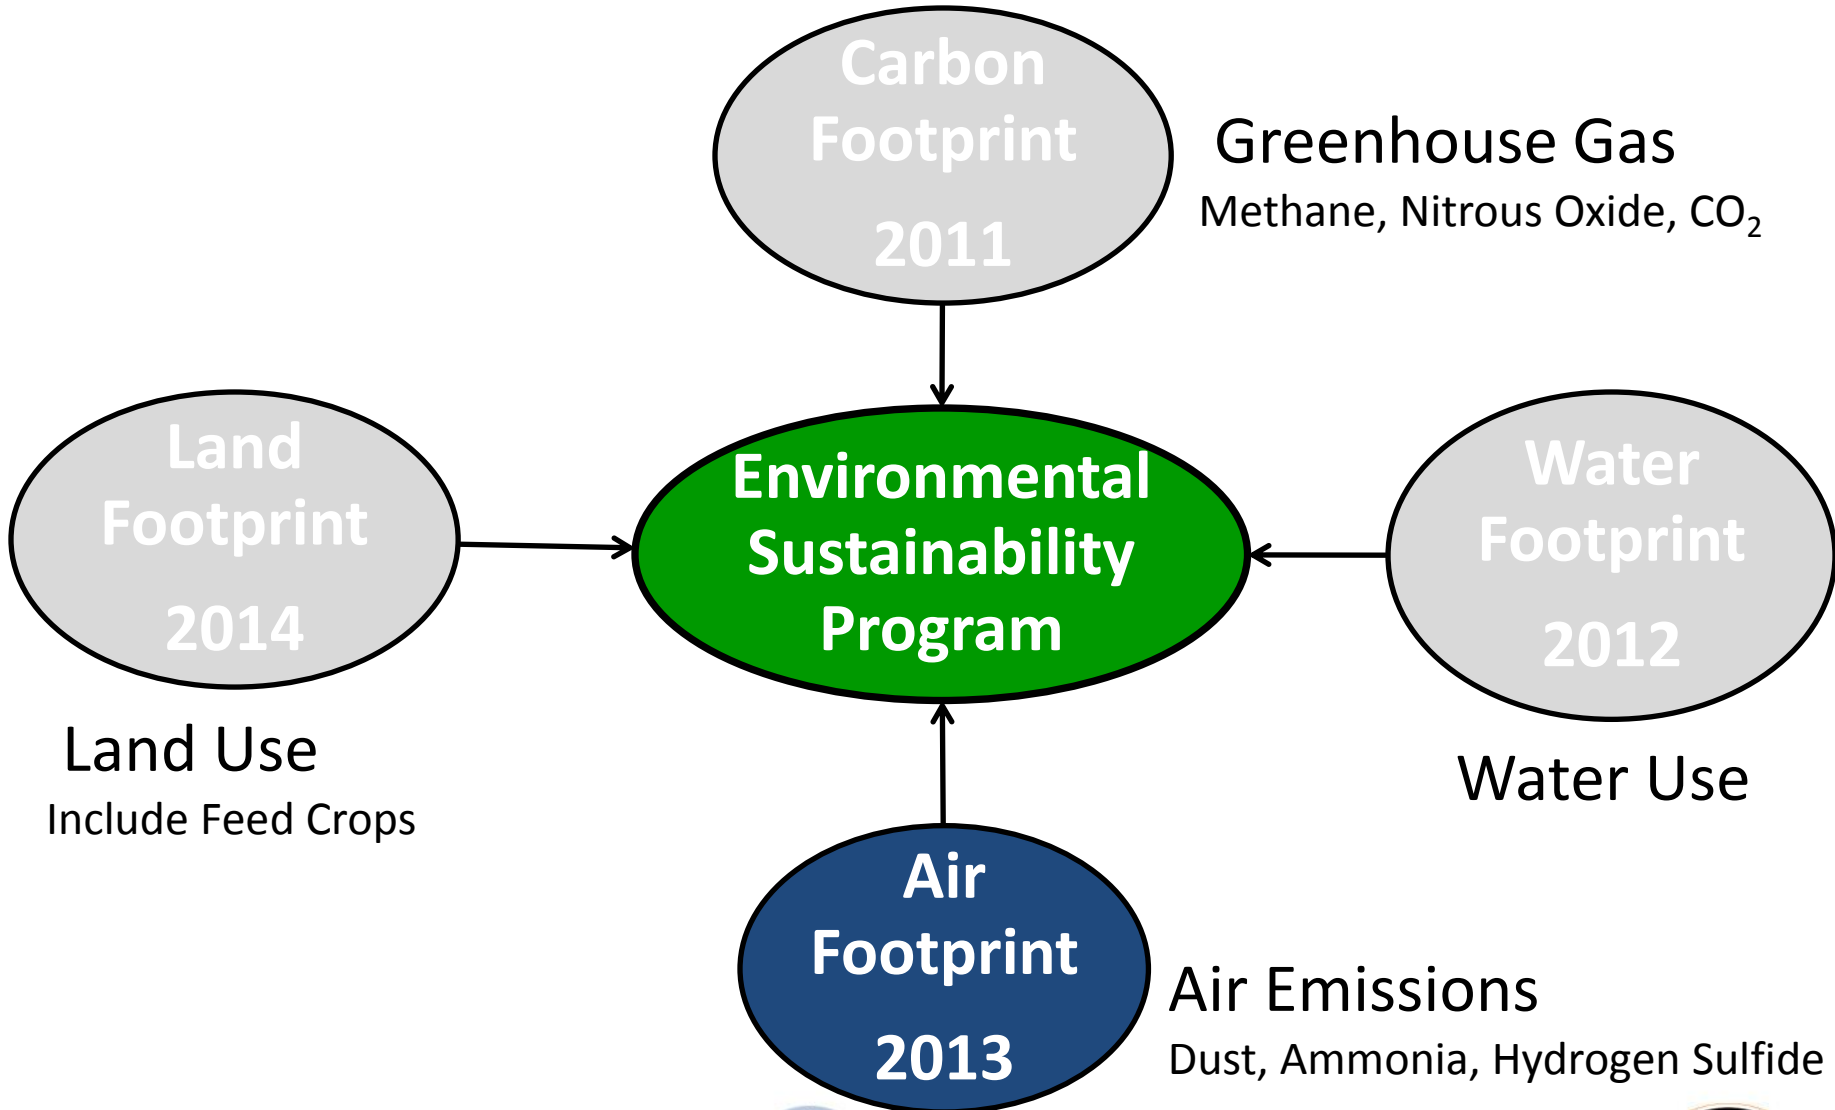 Carbon
Footprint
2011
Greenhouse Gas
Methane, Nitrous Oxide, CO₂
Land
Footprint
2014
Land Use
Include Feed Crops
Environmental
Sustainability
Program
Water
Footprint
2012
Water Use
Air
Footprint
2013
Air Emissions
Dust, Ammonia, Hydrogen Sulfide